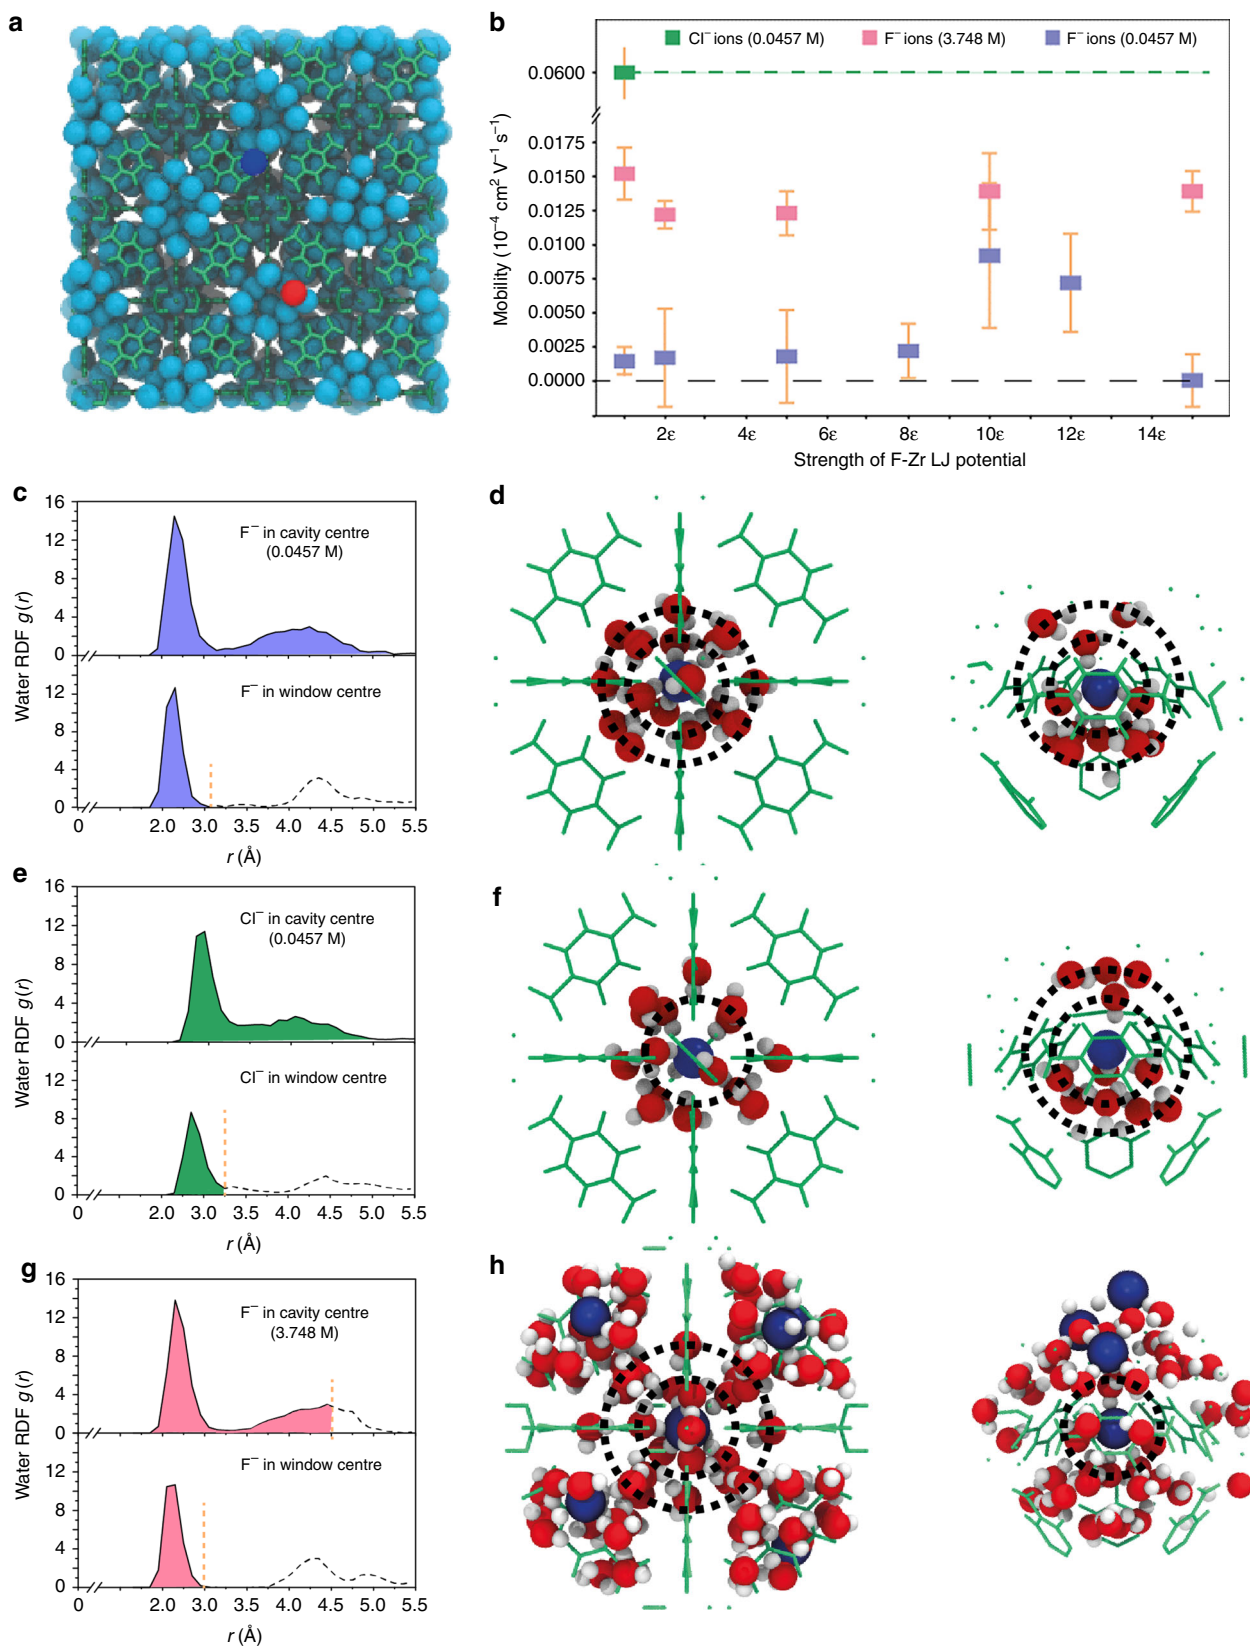 a
b
Cl⁻ ions (0.0457 M) F⁻ ions (3.748 M) F⁻ ions (0.0457 M)
0.0600
0.0175
0.0150
0.0125
0.0100
0.0075
0.0050
0.0025
0.0000
Mobility (10⁻⁴ cm² V⁻¹ s⁻¹)
2ε 4ε 6ε 8ε 10ε 12ε 14ε
Strength of F-Zr LJ potential
c
16
12
8
4
0
F⁻ in cavity centre
(0.0457 M)
12
8
4
0
F⁻ in window centre
Water RDF g(r)
0 2.0 3.0 3.5 4.0 4.5 5.0 5.5
r (Å)
d
e
16
12
8
4
0
Cl⁻ in cavity centre
(0.0457 M)
12
8
4
0
Cl⁻ in window centre
Water RDF g(r)
0 2.0 3.0 3.5 4.0 4.5 5.0 5.5
r (Å)
f
g
16
12
8
4
0
F⁻ in cavity centre
(3.748 M)
12
8
4
0
F⁻ in window centre
Water RDF g(r)
0 2.0 3.0 3.5 4.0 4.5 5.0 5.5
r (Å)
h